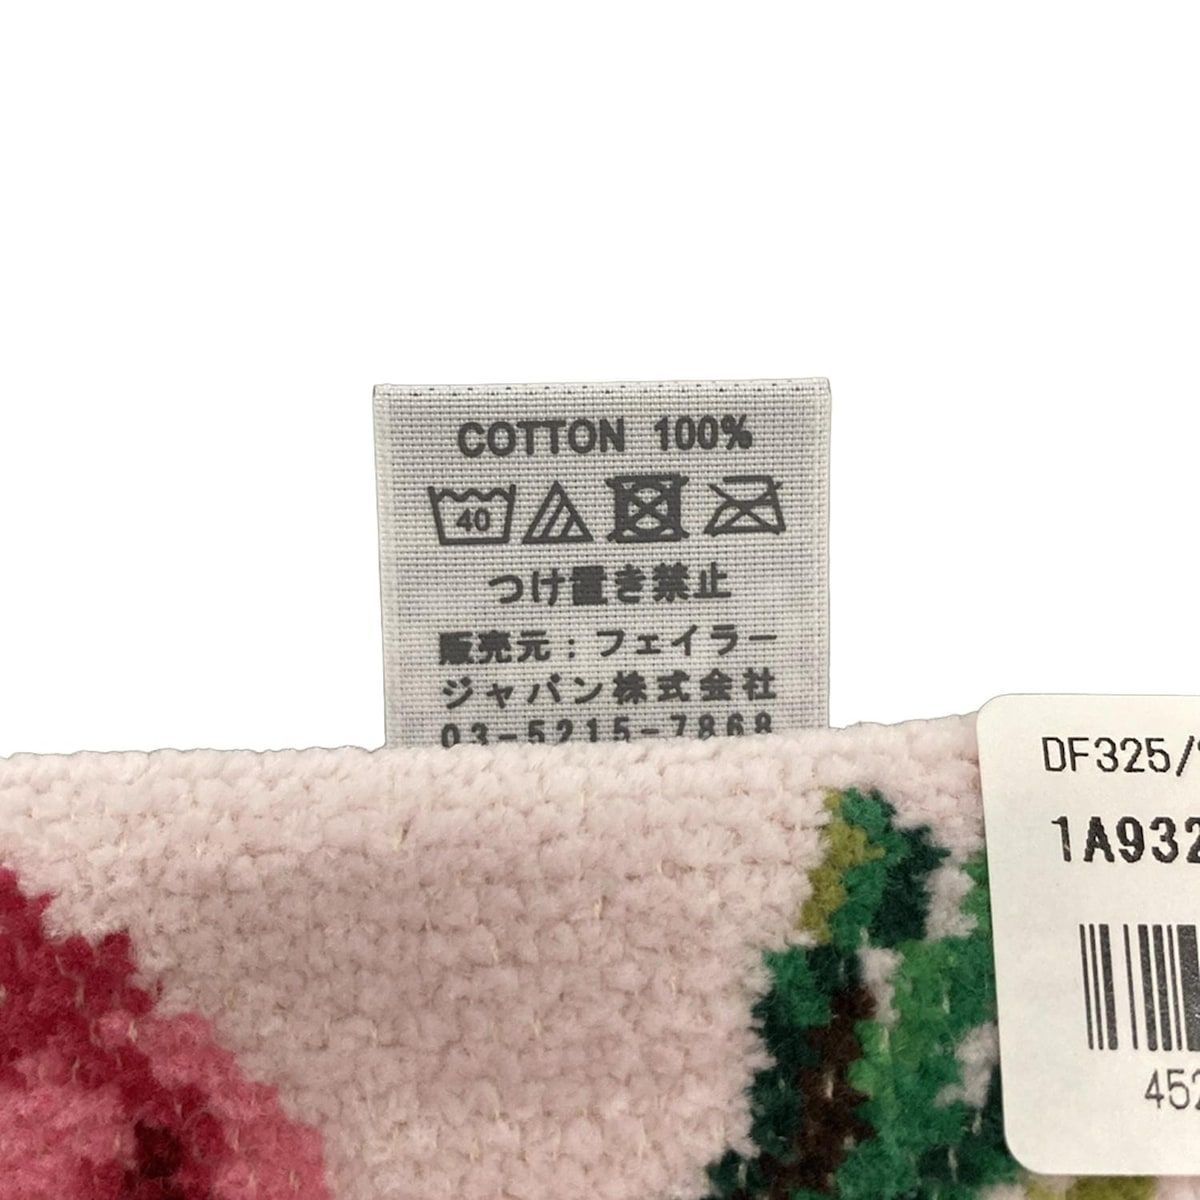 COTTON 100%
40
つけ置き禁止
販売元：フェイラー
ジャパン株式会社
03-5215-7868
DF325/
1A932
452